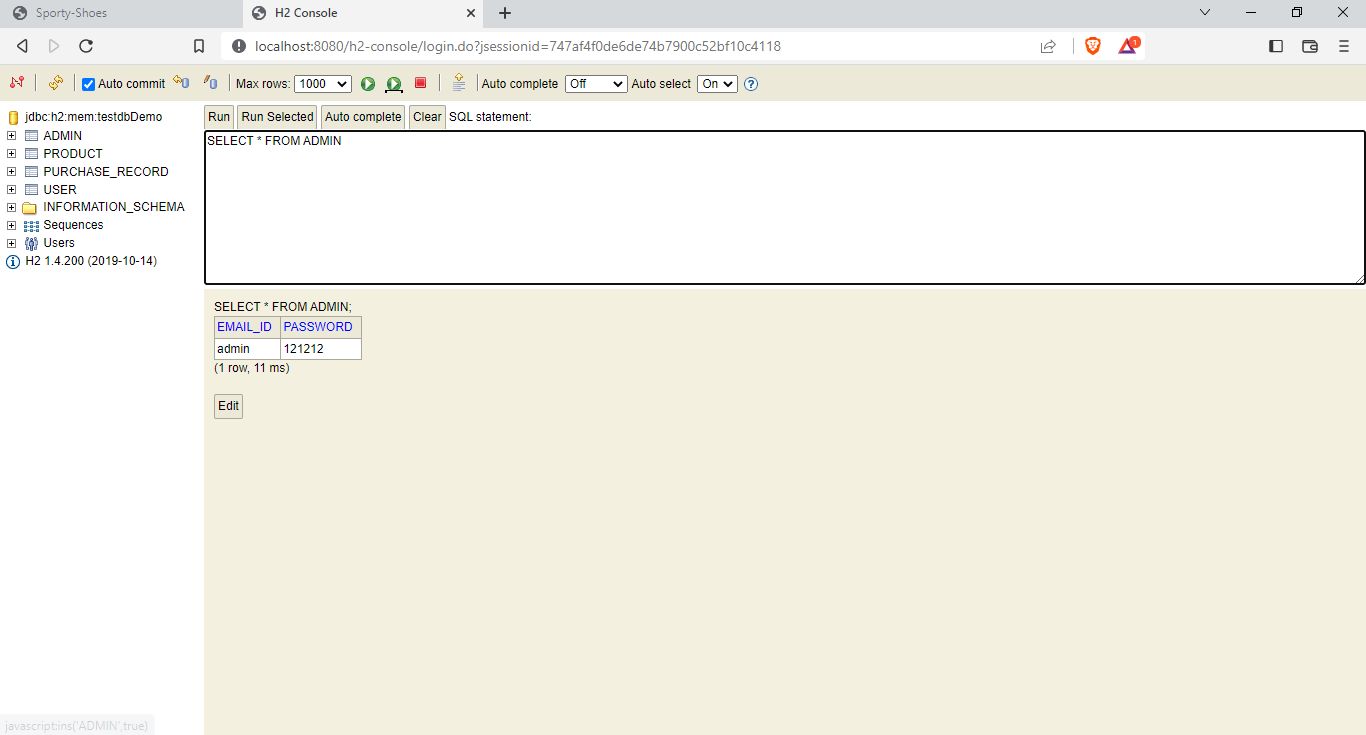 Sporty-Shoes
H2 Console
localhost:8080/h2-console/login.do?jsessionid=747af4f0de6de74b7900c52bf10c4118
1
Auto commit
Max rows: 1000
Auto complete Off
Auto select On
jdbc:h2:mem:testdbDemo
ADMIN
PRODUCT
PURCHASE_RECORD
USER
INFORMATION_SCHEMA
Sequences
Users
H2 1.4.200 (2019-10-14)
Run Run Selected Auto complete Clear SQL statement:
SELECT * FROM ADMIN
SELECT * FROM ADMIN;
EMAIL_ID PASSWORD
admin 121212
(1 row, 11 ms)
Edit
javascript:ins('ADMIN',true)